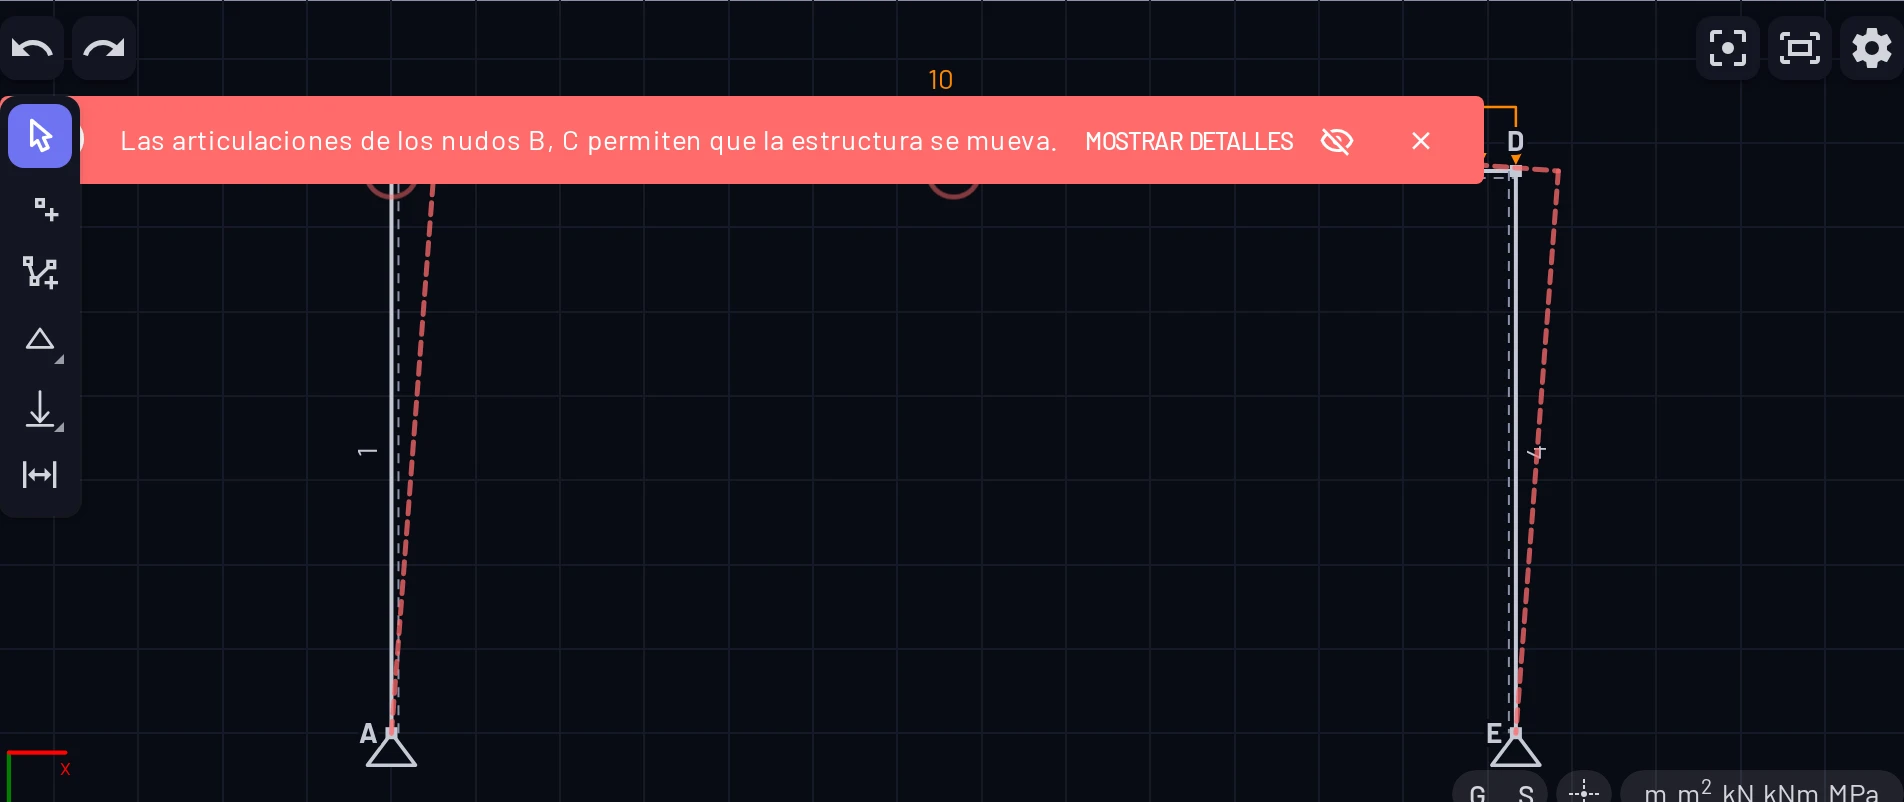 10
Las articulaciones de los nudos B, C permiten que la estructura se mueva. MOSTRAR DETALLES
D
1
4
A
E
x
G S m m² kN kNm MPa